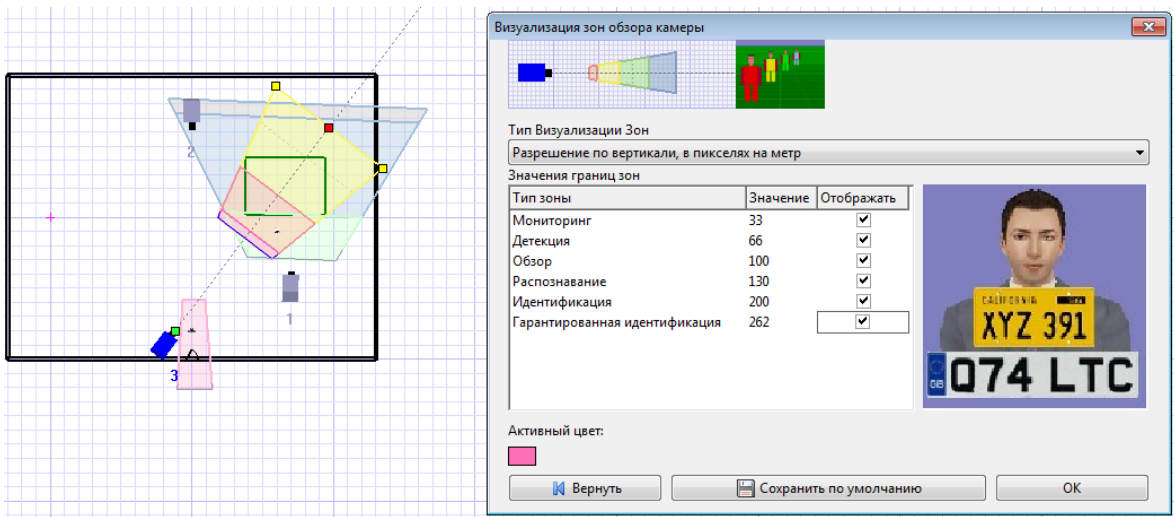 2
1
3
Визуализация зон обзора камеры
Тип Визуализации Зон
Разрешение по вертикали, в пикселях на метр
Значения границ зон
Тип зоны Значение Отображать
Мониторинг 33
Детекция 66
Обзор 100
Распознавание 130
Идентификация 200
Гарантированная идентификация 262
CALIFORNIA
XYZ 391
GB Q74 LTC
Активный цвет:
Вернуть Сохранить по умолчанию ОК